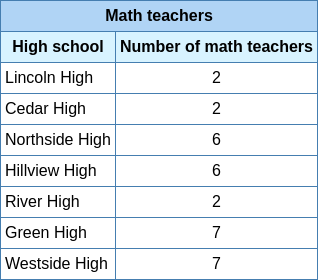 Math teachers
High school Number of math teachers
Lincoln High 2
Cedar High 2
Northside High 6
Hillview High 6
River High 2
Green High 7
Westside High 7